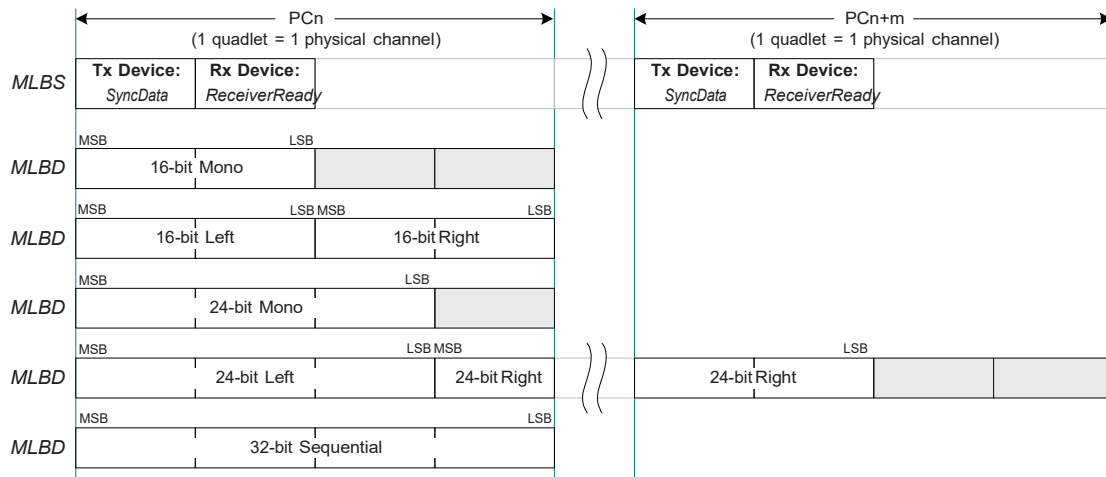 PCn
(1 quadlet = 1 physical channel)
PCn+m
(1 quadlet = 1 physical channel)
MLBS
Tx Device:
SyncData
Rx Device:
ReceiverReady
Tx Device:
SyncData
Rx Device:
ReceiverReady
MSB
LSB
MLBD
16-bit Mono
MSB
LSB
MSB
LSB
MLBD
16-bit Left
16-bit Right
MSB
LSB
MLBD
24-bit Mono
MSB
LSB
MSB
LSB
MLBD
24-bit Left
24-bit Right
24-bit Right
MSB
LSB
MLBD
32-bit Sequential